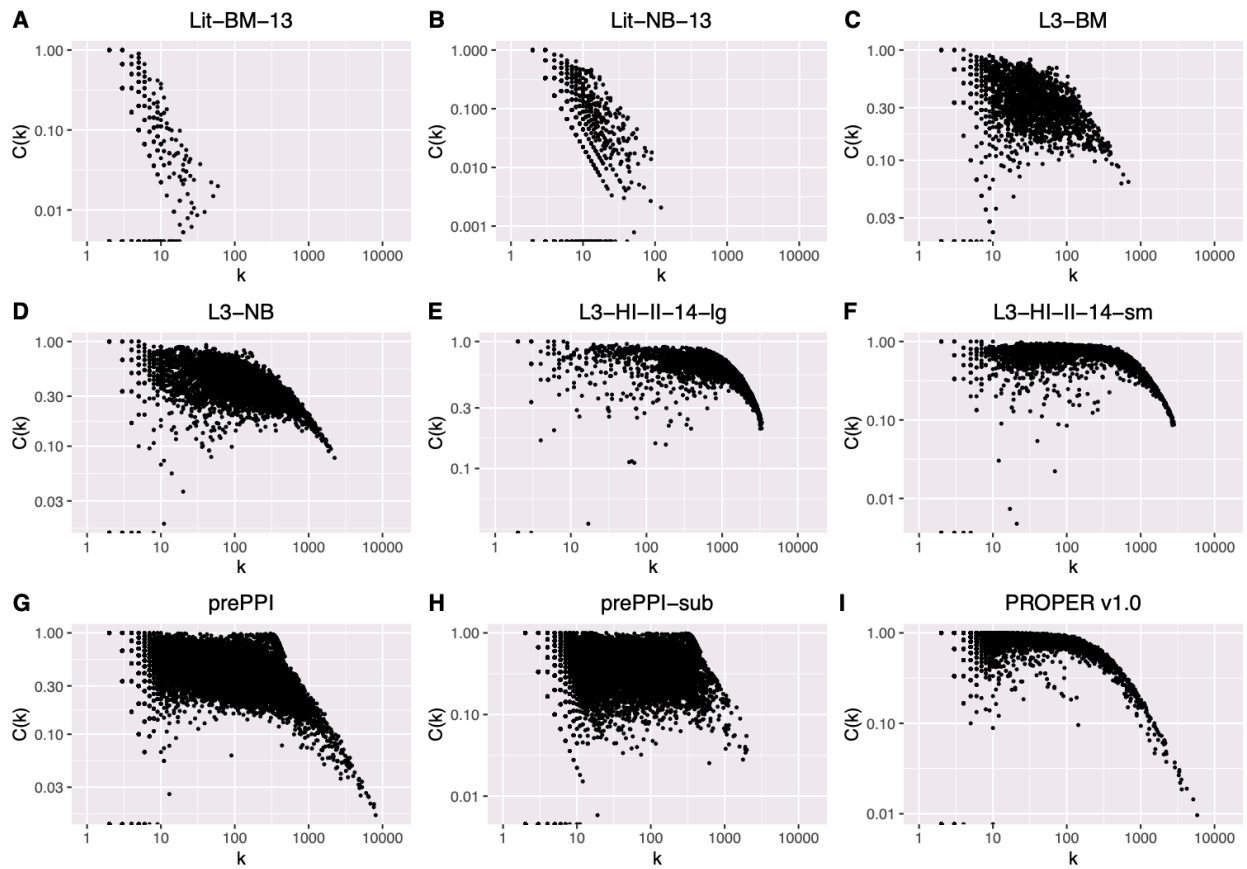 A Lit−BM−13
1.00
0.10
0.01
C(k)
1 10 100 1000 10000
k
B Lit−NB−13
1.000
0.100
0.010
0.001
C(k)
1 10 100 1000 10000
k
C L3−BM
1.00
0.30
0.10
0.03
C(k)
1 10 100 1000 10000
k
D L3−NB
1.00
0.30
0.10
0.03
C(k)
1 10 100 1000 10000
k
E L3−HI−II−14−lg
1.0
0.3
0.1
C(k)
1 10 100 1000 10000
k
F L3−HI−II−14−sm
1.00
0.10
0.01
C(k)
1 10 100 1000 10000
k
G prePPI
1.00
0.30
0.10
0.03
C(k)
1 10 100 1000 10000
k
H prePPI−sub
1.00
0.10
0.01
C(k)
1 10 100 1000 10000
k
I PROPER v1.0
1.00
0.10
0.01
C(k)
1 10 100 1000 10000
k